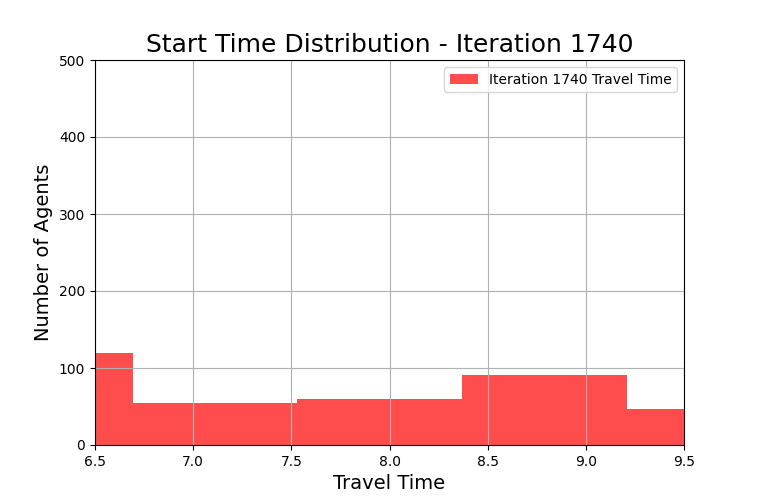 Start Time Distribution - Iteration 1740
Iteration 1740 Travel Time
Number of Agents
500
400
300
200
100
0
6.5 7.0 7.5 8.0 8.5 9.0 9.5
Travel Time